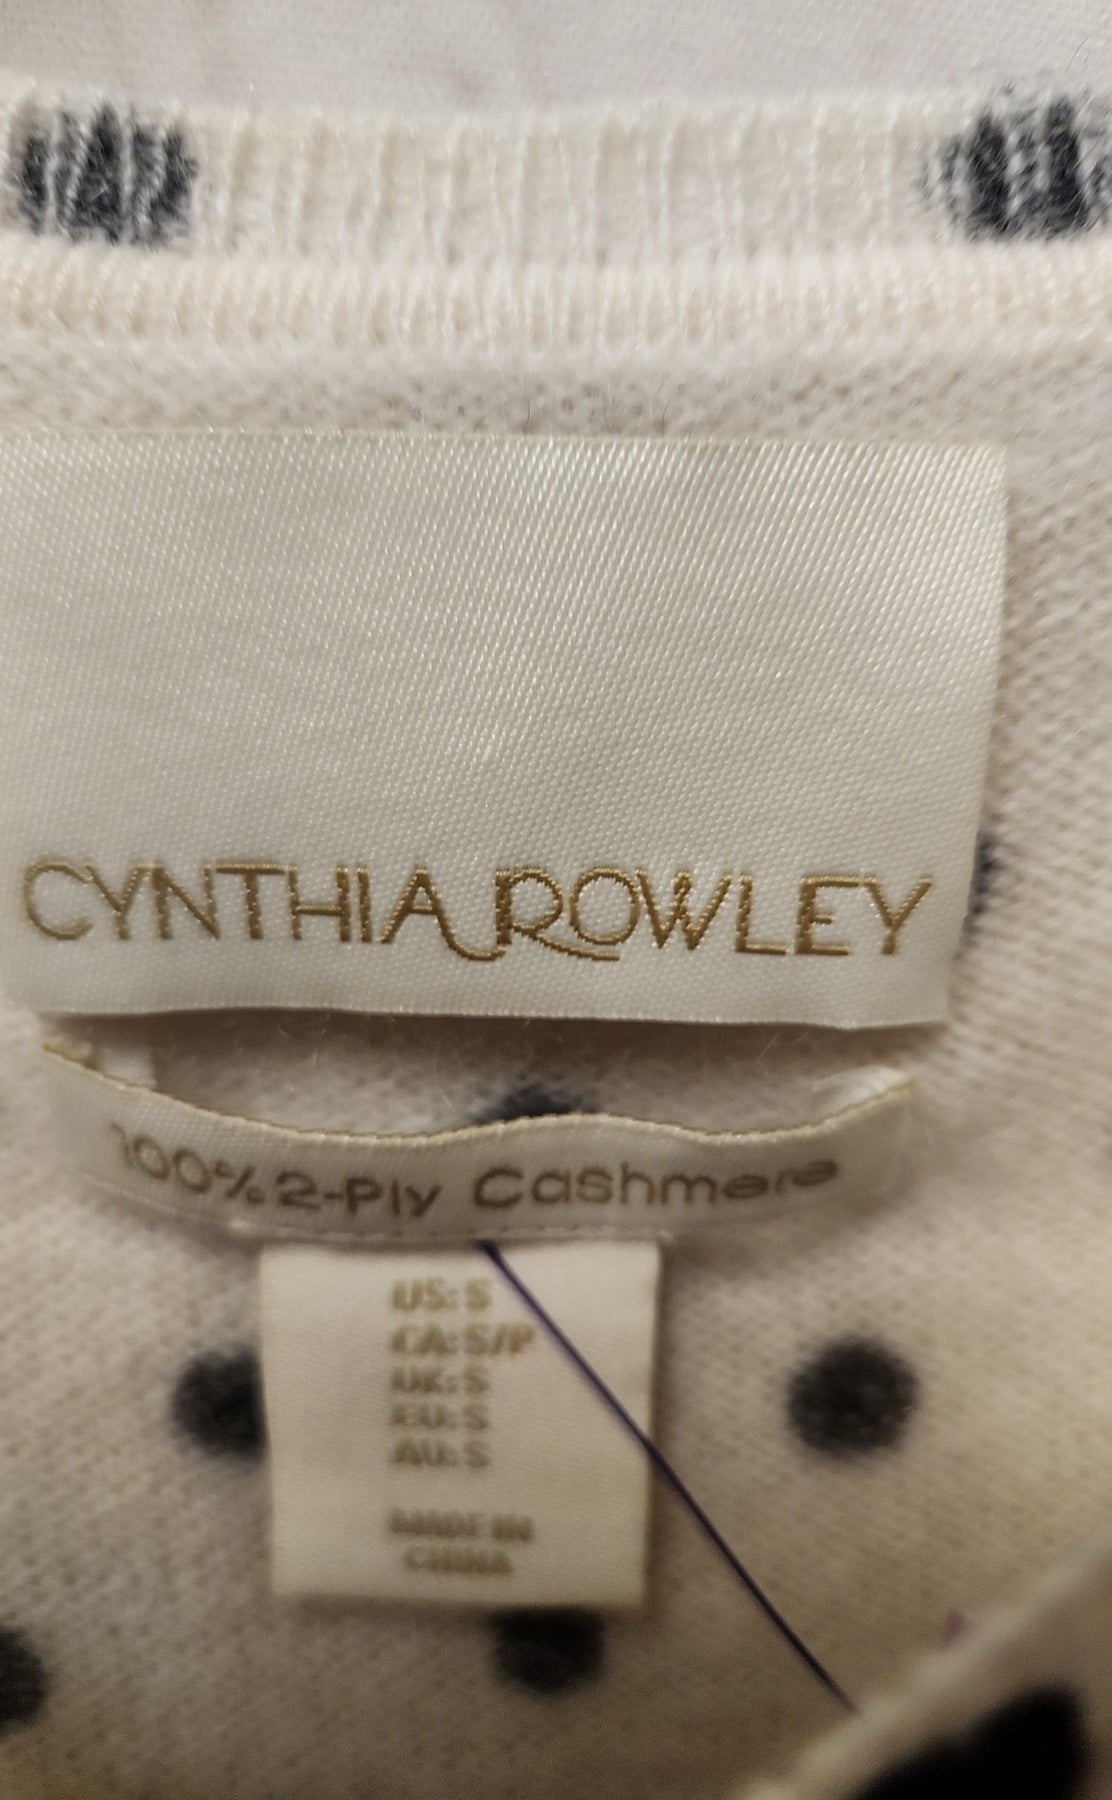 CYNTHIA ROWLEY
100% 2-Ply Cashmere
US: S
CA: S/P
UK: S
EU: S
AU: S
MADE IN
CHINA